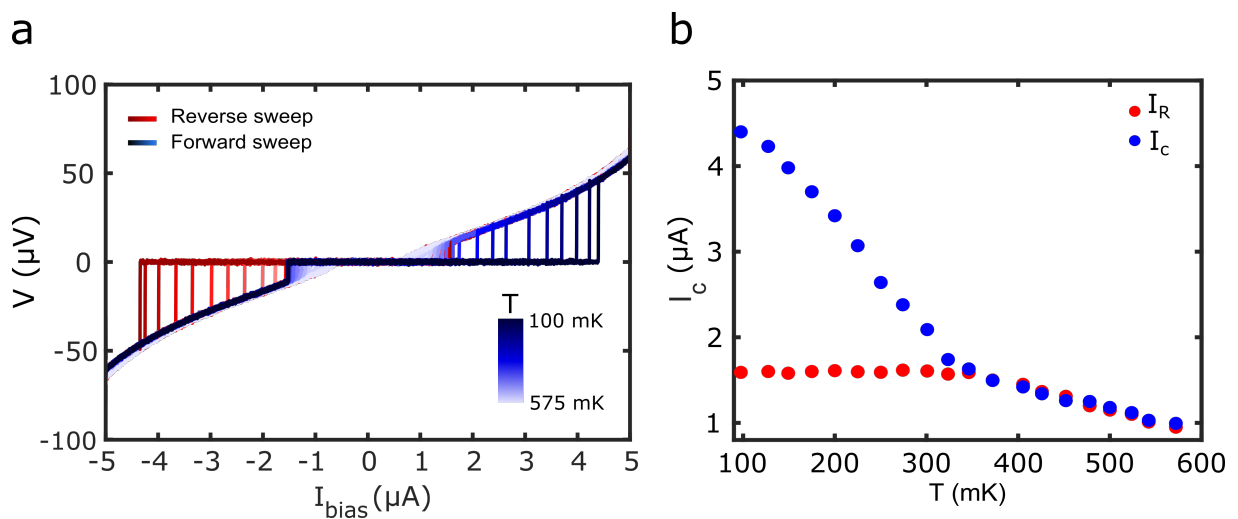 a
100
50
0
-50
-100
V (µV)
Reverse sweep
Forward sweep
T
100 mK
575 mK
-5 -4 -3 -2 -1 0 1 2 3 4 5
I_bias (µA)
b
5
4
3
2
1
I_c (µA)
I_R
I_c
100 200 300 400 500 600
T (mK)